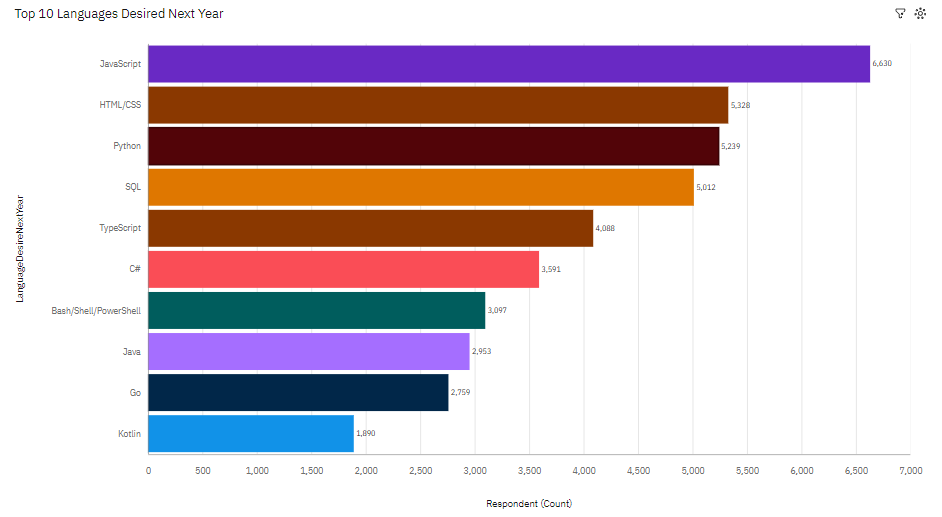 Top 10 Languages Desired Next Year
LanguageDesireNextYear
JavaScript 6,630
HTML/CSS 5,328
Python 5,239
SQL 5,012
TypeScript 4,088
C# 3,591
Bash/Shell/PowerShell 3,097
Java 2,953
Go 2,759
Kotlin 1,890
0 500 1,000 1,500 2,000 2,500 3,000 3,500 4,000 4,500 5,000 5,500 6,000 6,500 7,000
Respondent (Count)